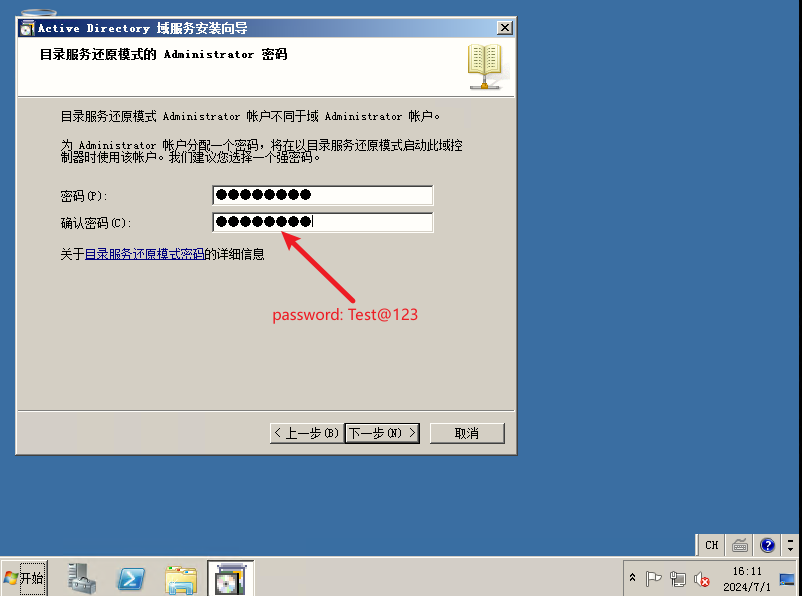 Active Directory 域服务安装向导
目录服务还原模式的 Administrator 密码
目录服务还原模式 Administrator 帐户不同于域 Administrator 帐户。
为 Administrator 帐户分配一个密码，将在以目录服务还原模式启动此域控
制器时使用该帐户。我们建议您选择一个强密码。
密码(P):
●●●●●●●●
确认密码(C):
●●●●●●●●
关于目录服务还原模式密码的详细信息
password: Test@123
< 上一步(B) 下一步(N) > 取消
CH
开始
16:11
2024/7/1